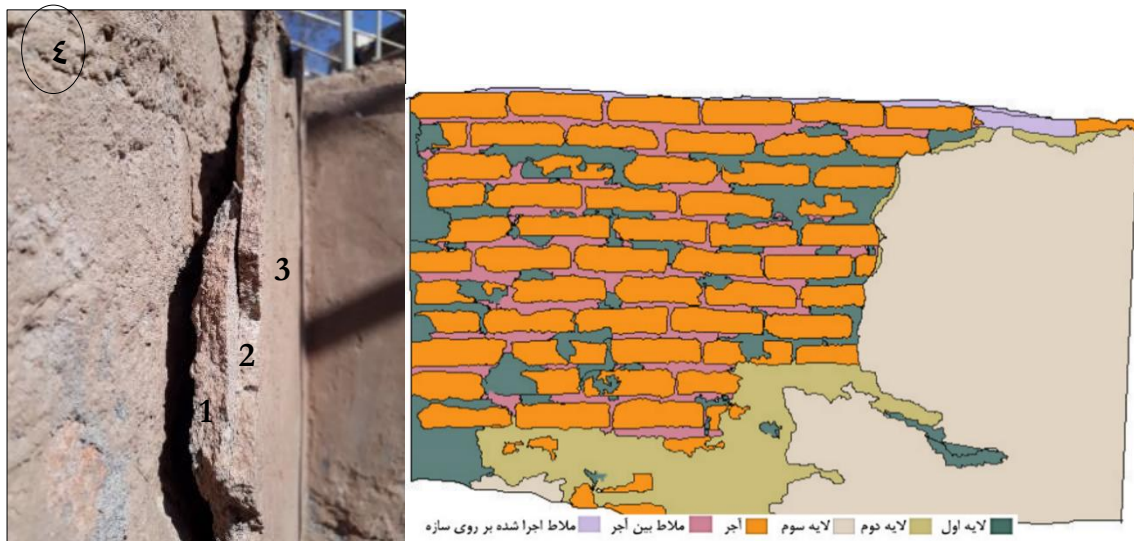 ٤
3
2
1
لایه اول لایه دوم لایه سوم آجر ملاط بین آجر ملاط اجرا شده بر روی سازه